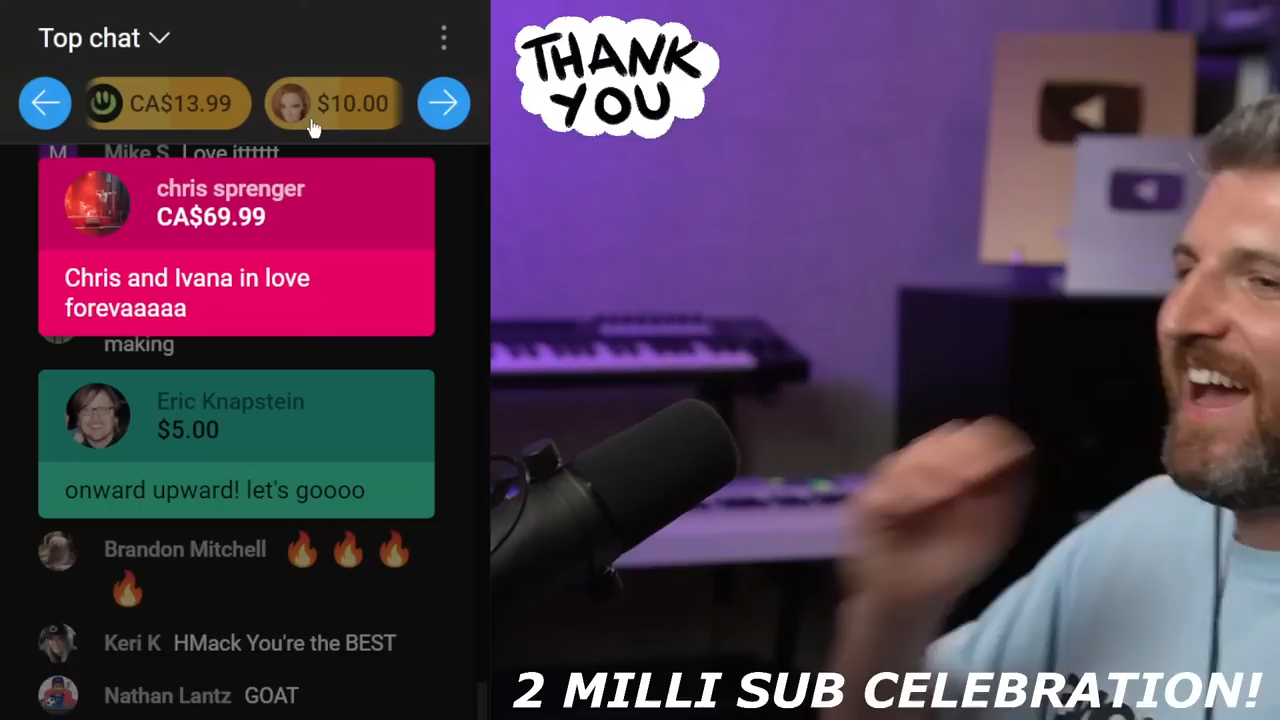 Top chat
CA$13.99
$10.00
M Mike S Love itttttt
chris sprenger
CA$69.99
Chris and Ivana in love
forevaaaaa
making
Eric Knapstein
$5.00
onward upward! let's goooo
Brandon Mitchell
Keri K HMack You're the BEST
Nathan Lantz GOAT
THANK
YOU
2 MILLI SUB CELEBRATION!